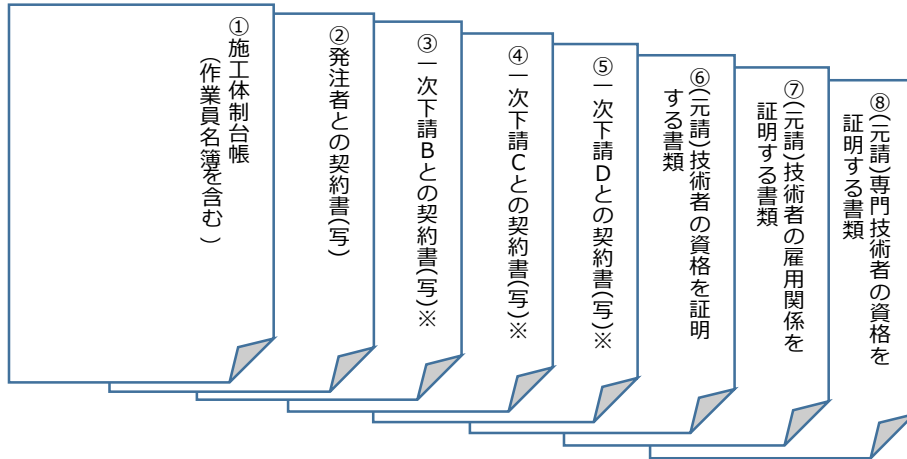 ①施工体制台帳
(作業員名簿を含む)
②発注者との契約書(写)
③一次下請Bとの契約書(写)※
④一次下請Cとの契約書(写)※
⑤一次下請Dとの契約書(写)※
⑥(元請)技術者の資格を証明
する書類
⑦(元請)技術者の雇用関係を
証明する書類
⑧(元請)専門技術者の資格を
証明する書類